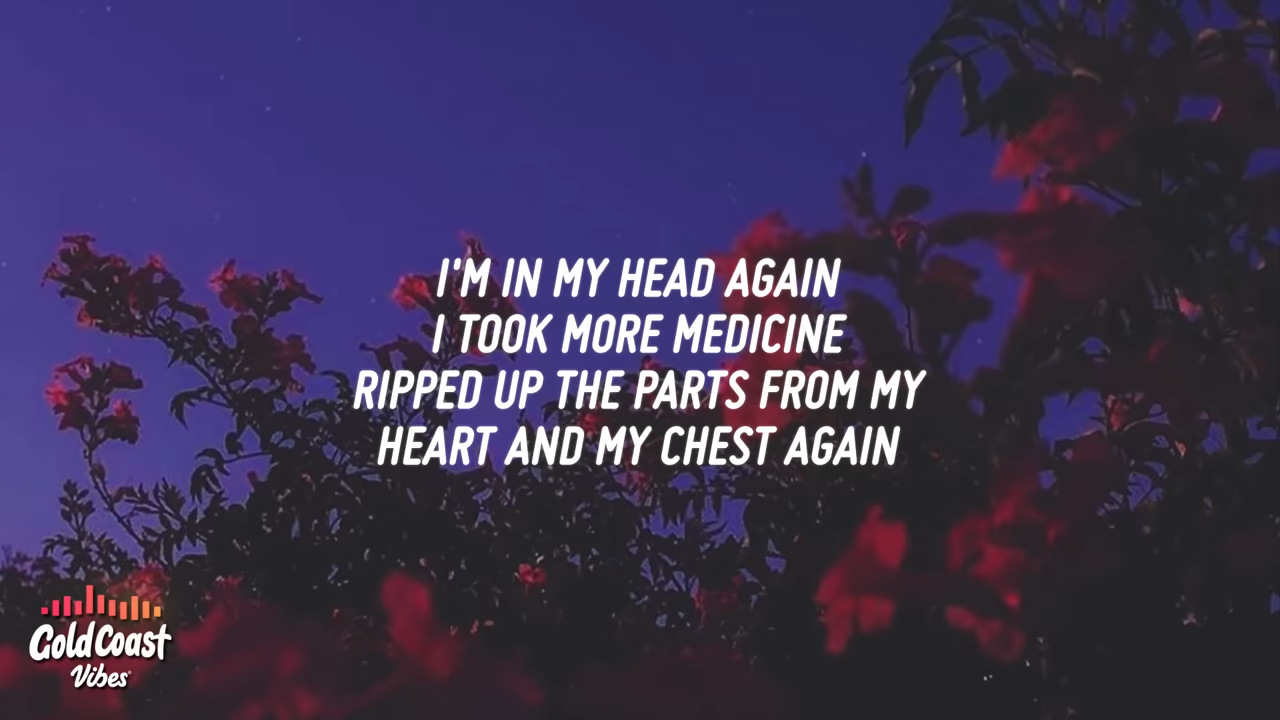 I'M IN MY HEAD AGAIN
I TOOK MORE MEDICINE
RIPPED UP THE PARTS FROM MY
HEART AND MY CHEST AGAIN
Gold Coast
Vibes